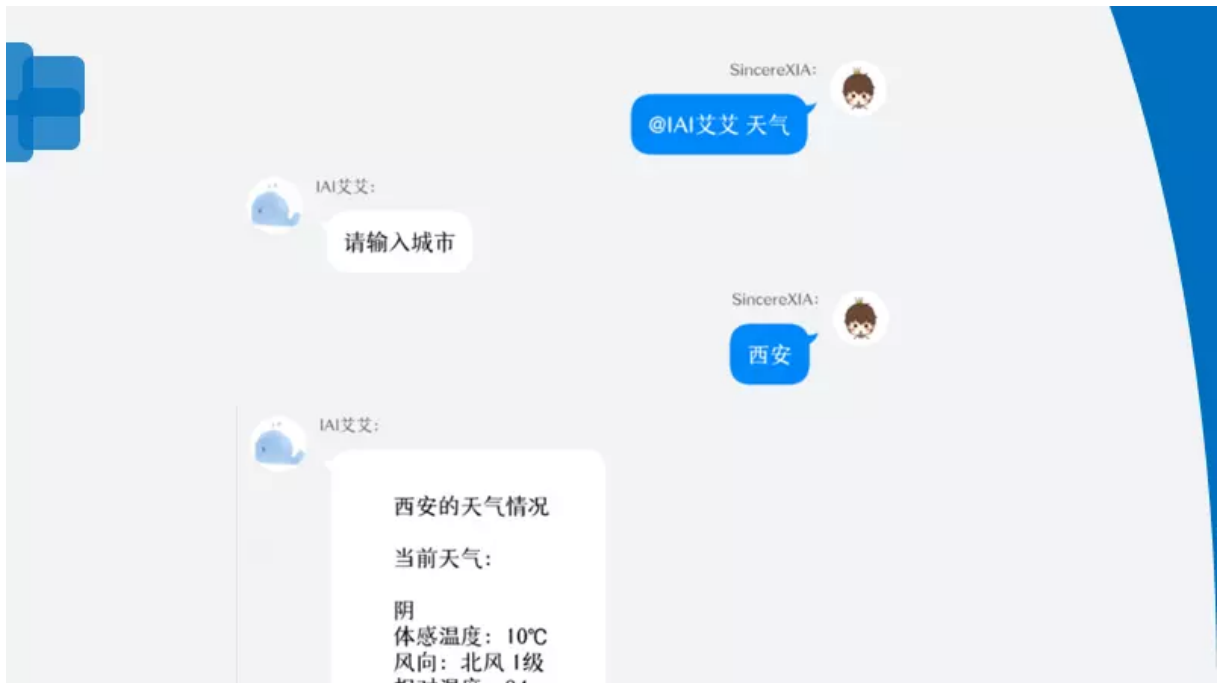 SincereXIA:
@IAI艾艾 天气
IAI艾艾:
请输入城市
SincereXIA:
西安
IAI艾艾:
西安的天气情况
当前天气:
阴
体感温度: 10℃
风向: 北风 1级